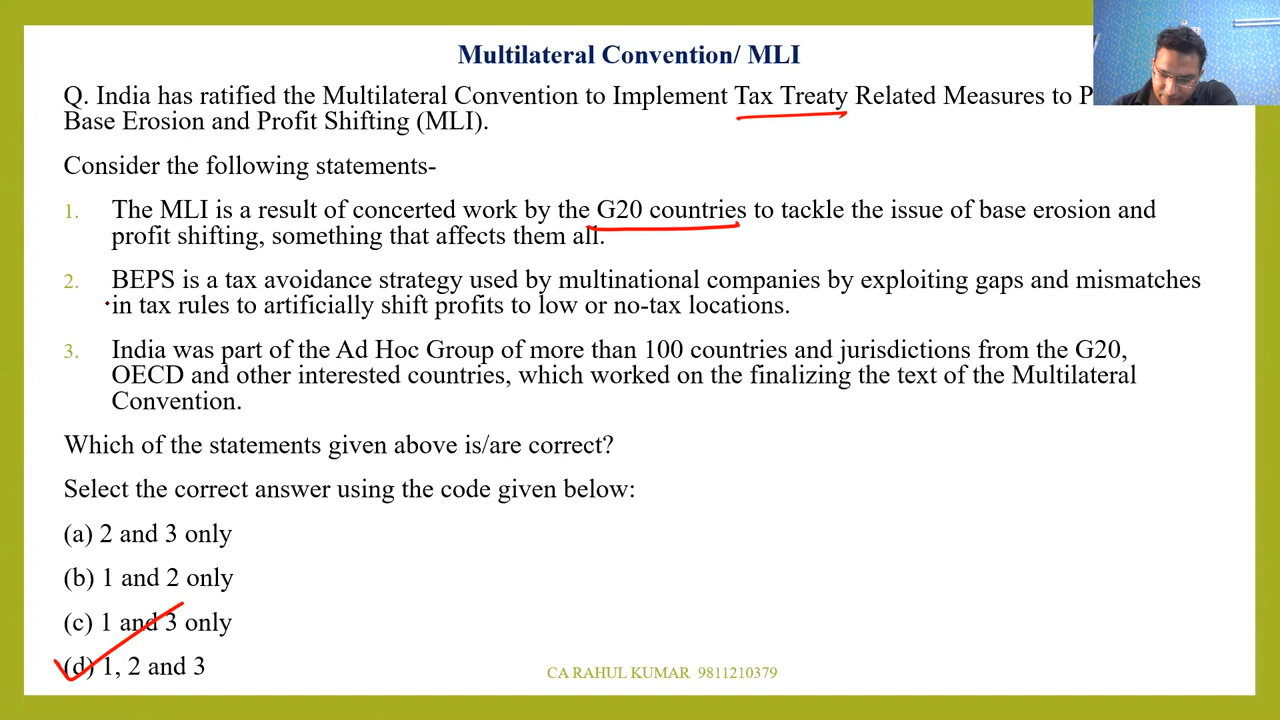 Multilateral Convention/ MLI
Q. India has ratified the Multilateral Convention to Implement Tax Treaty Related Measures to
Base Erosion and Profit Shifting (MLI).
Consider the following statements-
1. The MLI is a result of concerted work by the G20 countries to tackle the issue of base erosion and
profit shifting, something that affects them all.
2. BEPS is a tax avoidance strategy used by multinational companies by exploiting gaps and mismatches
in tax rules to artificially shift profits to low or no-tax locations.
3. India was part of the Ad Hoc Group of more than 100 countries and jurisdictions from the G20,
OECD and other interested countries, which worked on the finalizing the text of the Multilateral
Convention.
Which of the statements given above is/are correct?
Select the correct answer using the code given below:
(a) 2 and 3 only
(b) 1 and 2 only
(c) 1 and 3 only
(d) 1, 2 and 3
CA RAHUL KUMAR 9811210379